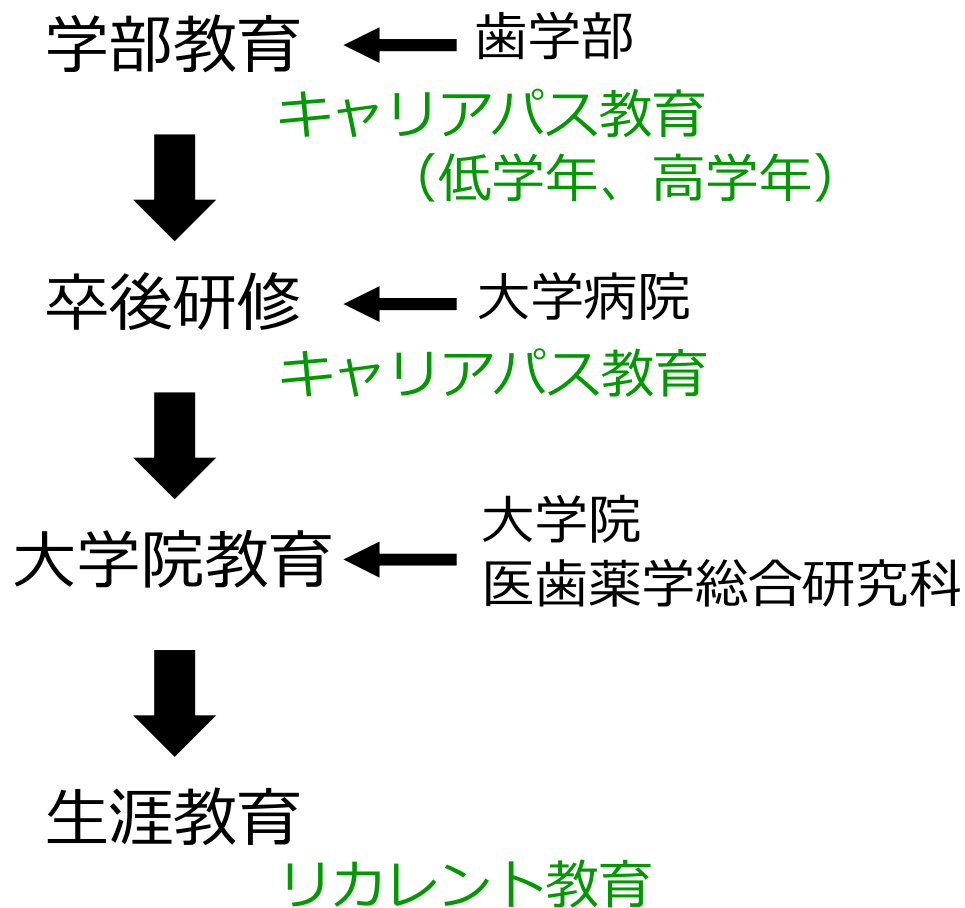 学部教育
歯学部
キャリアパス教育
（低学年、高学年）
卒後研修
大学病院
キャリアパス教育
大学院教育
大学院
医歯薬学総合研究科
生涯教育
リカレント教育